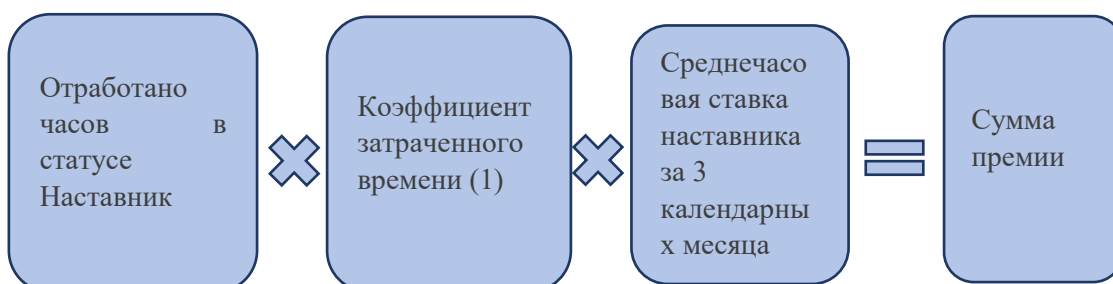 Отработано
часов в
статусе
Наставник
Коэффициент
затраченного
времени (1)
Среднечасо
вая ставка
наставника
за 3
календарны
х месяца
Сумма
премии